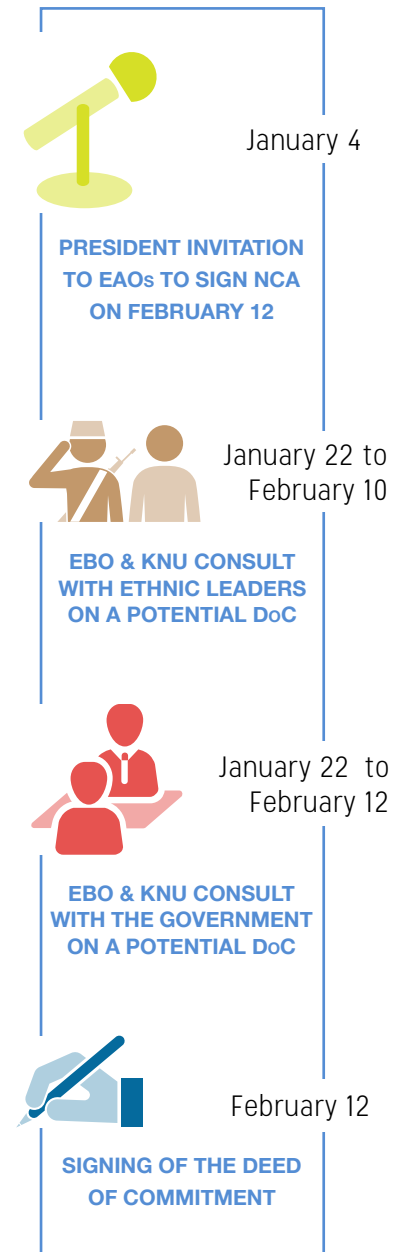 January 4
PRESIDENT INVITATION
TO EAOs TO SIGN NCA
ON FEBRUARY 12
January 22 to
February 10
EBO & KNU CONSULT
WITH ETHNIC LEADERS
ON A POTENTIAL DoC
January 22 to
February 12
EBO & KNU CONSULT
WITH THE GOVERNMENT
ON A POTENTIAL DoC
February 12
SIGNING OF THE DEED
OF COMMITMENT